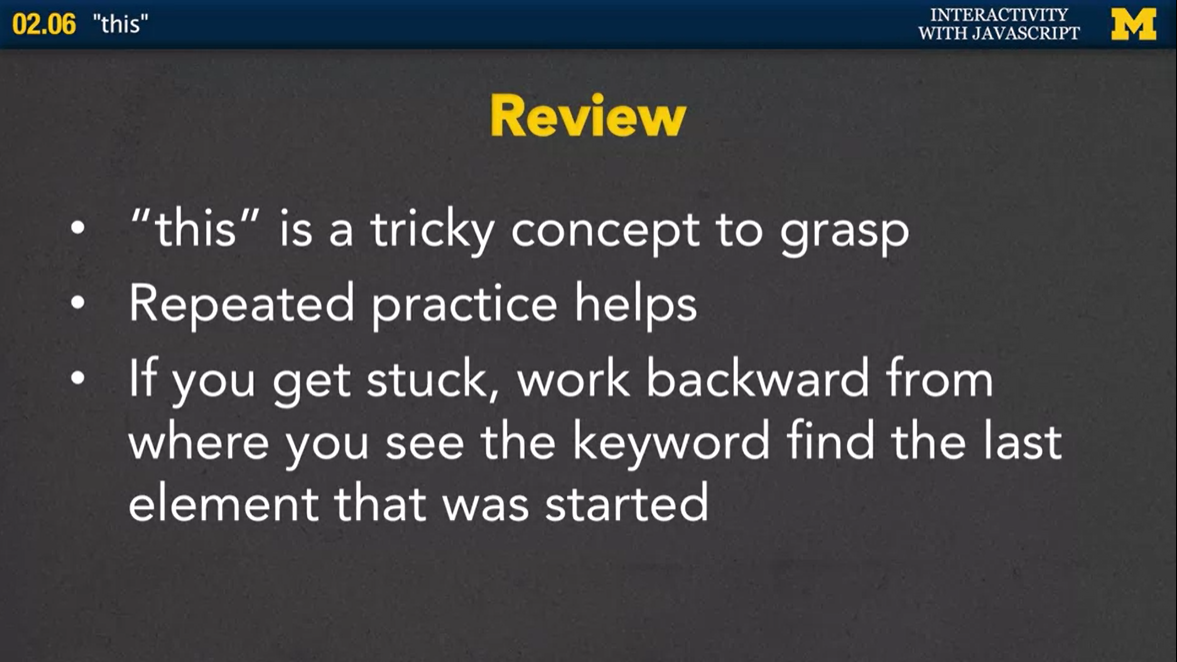 02.06 "this"
INTERACTIVITY
WITH JAVASCRIPT
M
Review
• “this” is a tricky concept to grasp
• Repeated practice helps
• If you get stuck, work backward from
where you see the keyword find the last
element that was started